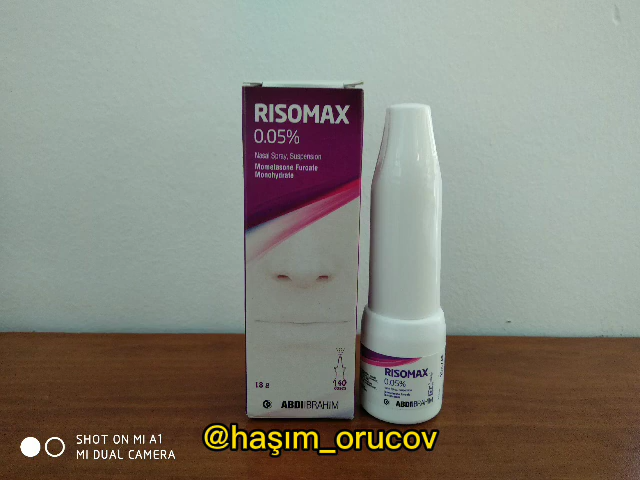 RISOMAX
0.05%
Nasal Spray, Suspension
Mometasone Furoate
Monohydrate
18 g
140
ABDİ İBRAHİM
RISOMAX
0.05%
ABDİ İBRAHİM
SHOT ON MI A1
MI DUAL CAMERA
@haşım_orucov